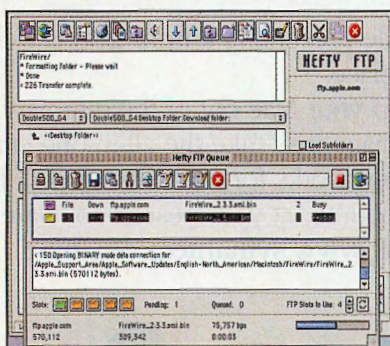 FireWire/
* Formatting folder - Please wait
* Done
< 226 Transfer complete.
HEFTY FTP
ftp.apple.com
Double500_G4
Double500_G4:Desktop Folder:Download folder:
<<Desktop Folder>>
Load Subfolders
Hefty FTP Queue
File Down ftp.apple.com FireWire_2.3.3.smi.bin 2 Busy
< 150 Opening BINARY mode data connection for
/Apple_Support_Area/Apple_Software_Updates/English-North_American/Macintosh/FireWire/FireWire_2.
3.3.smi.bin (570112 bytes).
Slots: Pending: 1 Queued: 0 FTP Slots to Use: 4
ftp.apple.com FireWire_2.3.3.smi.bin 75,757 bps
570,112 309,342 0:00:03